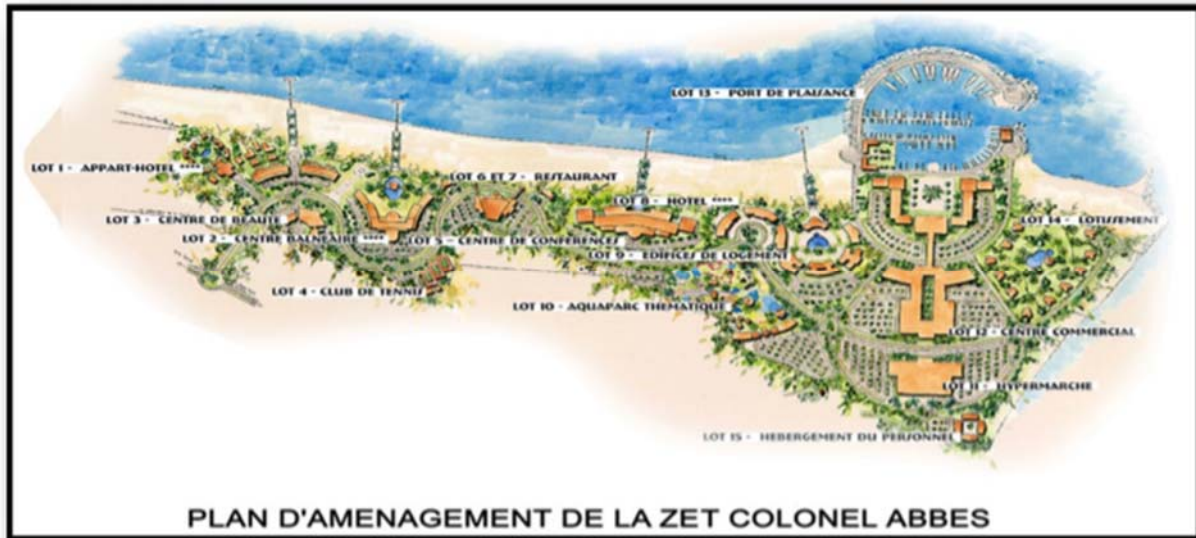 LOT 13 - PORT DE PLAISANCE
LOT 1 - APPART-HOTEL ****
LOT 6 ET 7 - RESTAURANT
LOT 8 - HOTEL ****
LOT 3 - CENTRE DE BEAUTE
LOT 14 - LOTISSEMENT
LOT 2 - CENTRE BALNEAIRE ****
LOT 5 - CENTRE DE CONFERENCES
LOT 9 - EDIFICES DE LOGEMENT
LOT 4 - CLUB DE TENNIS
LOT 10 - AQUAPARC THEMATIQUE
LOT 12 - CENTRE COMMERCIAL
LOT 11 - HYPERMARCHE
LOT 15 - HEBERGEMENT DU PERSONNEL
PLAN D'AMENAGEMENT DE LA ZET COLONEL ABBES